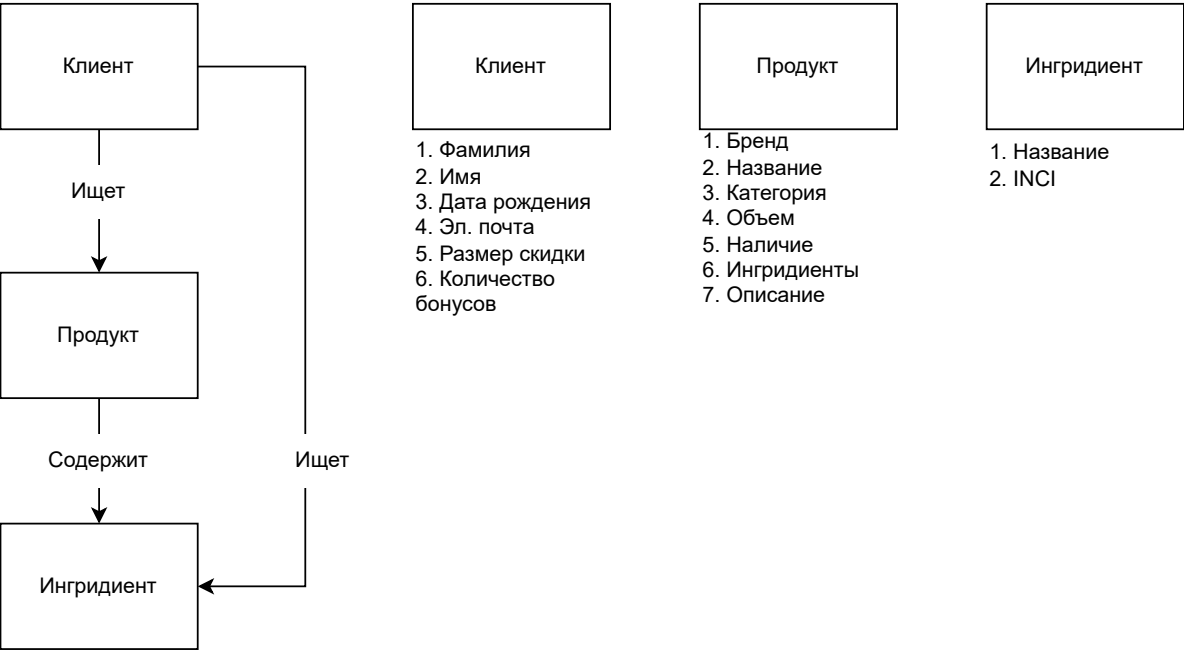 Клиент
Ищет
Продукт
Содержит
Ищет
Ингридиент
Клиент
1. Фамилия
2. Имя
3. Дата рождения
4. Эл. почта
5. Размер скидки
6. Количество
бонусов
Продукт
1. Бренд
2. Название
3. Категория
4. Объем
5. Наличие
6. Ингридиенты
7. Описание
Ингридиент
1. Название
2. INCI